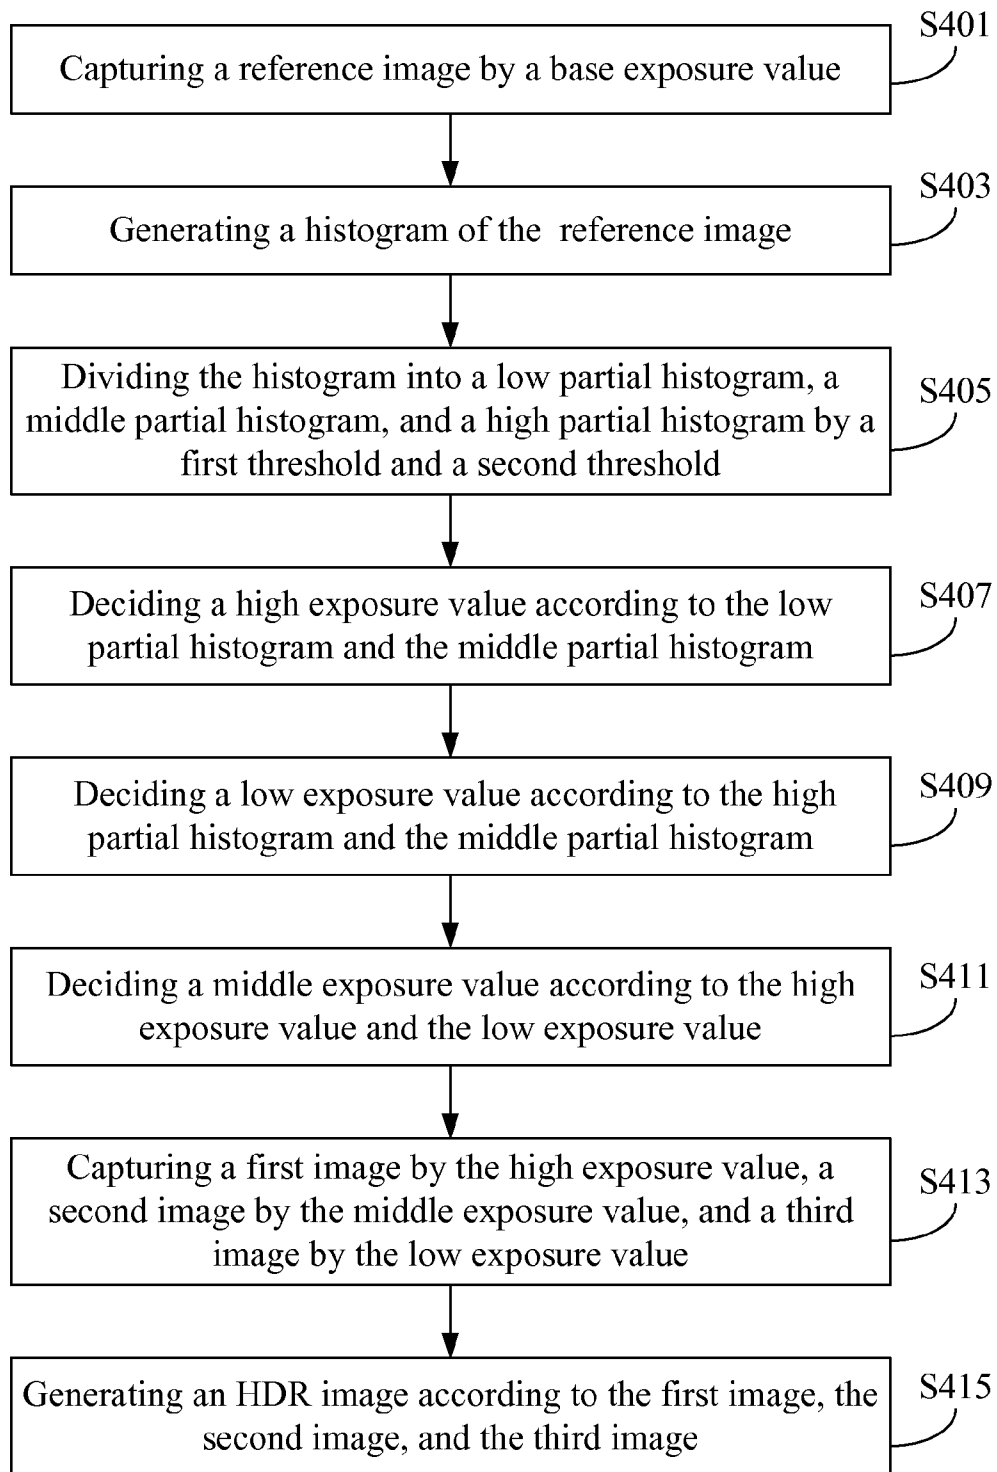 S401
Capturing a reference image by a base exposure value
S403
Generating a histogram of the reference image
S405
Dividing the histogram into a low partial histogram, a
middle partial histogram, and a high partial histogram by a
first threshold and a second threshold
S407
Deciding a high exposure value according to the low
partial histogram and the middle partial histogram
S409
Deciding a low exposure value according to the high
partial histogram and the middle partial histogram
S411
Deciding a middle exposure value according to the high
exposure value and the low exposure value
S413
Capturing a first image by the high exposure value, a
second image by the middle exposure value, and a third
image by the low exposure value
S415
Generating an HDR image according to the first image, the
second image, and the third image